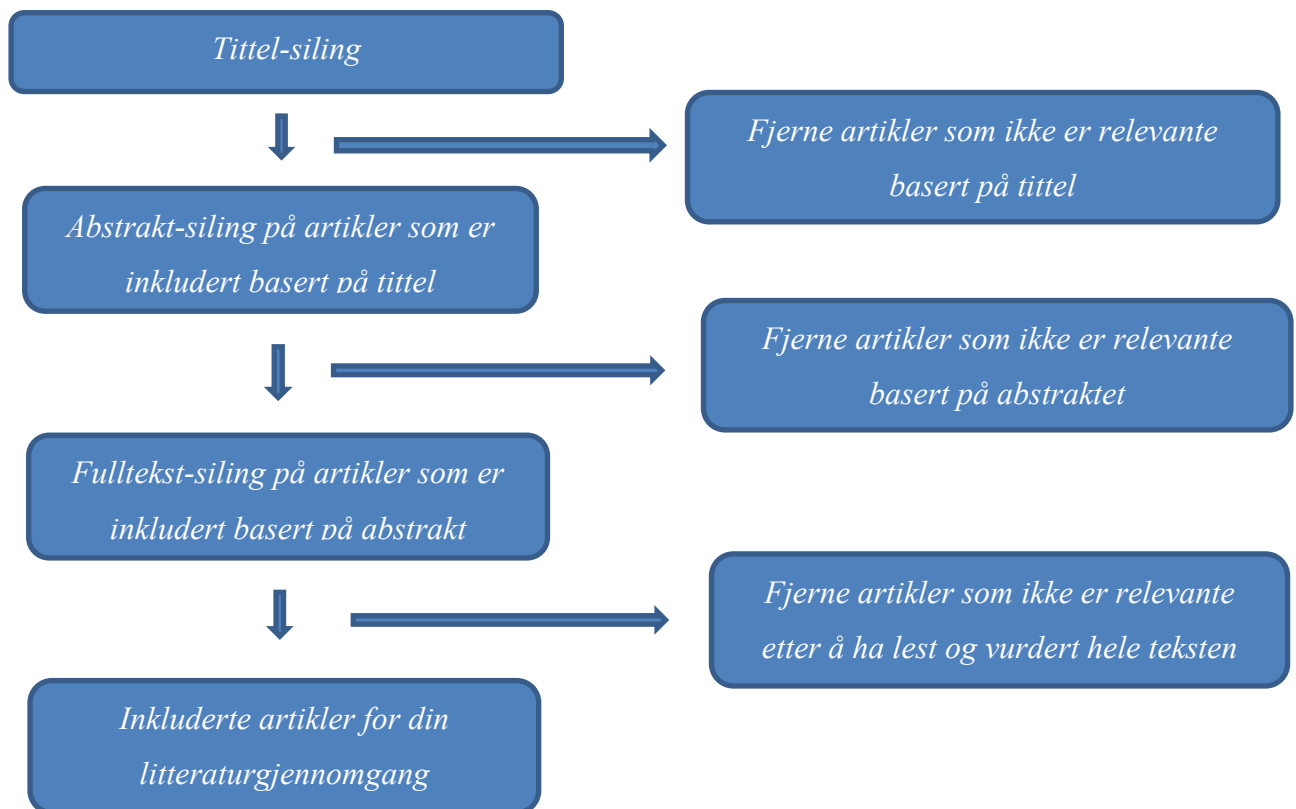 Tittel-siling
Fjerne artikler som ikke er relevante
basert på tittel
Abstrakt-siling på artikler som er
inkludert basert på tittel
Fjerne artikler som ikke er relevante
basert på abstraktet
Fulltekst-siling på artikler som er
inkludert basert på abstrakt
Fjerne artikler som ikke er relevante
etter å ha lest og vurdert hele teksten
Inkluderte artikler for din
litteraturgjennomgang